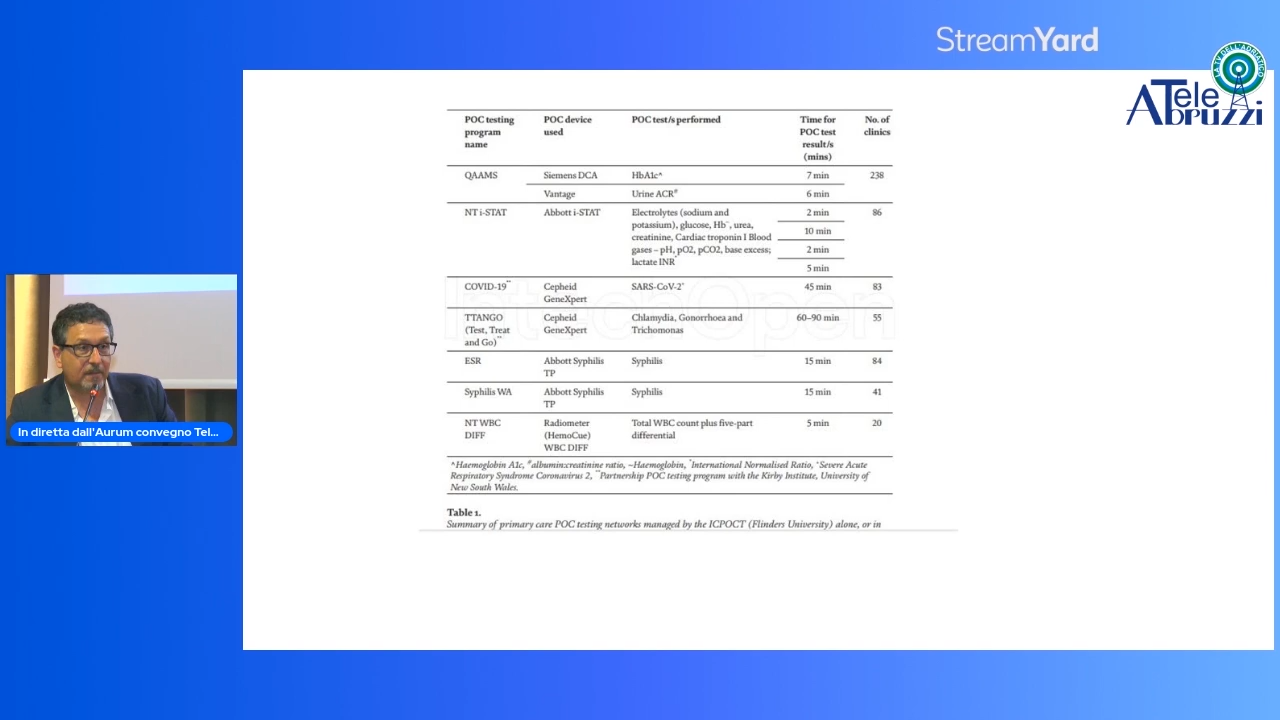 StreamYard
LA TV DELL'ADRIATICO
ATele
Abruzzi
POC testing program name | POC device used | POC test/s performed | Time for POC test result/s (mins) | No. of clinics
QAAMS | Siemens DCA | HbA1c^ | 7 min | 238
Vantage | Urine ACR# | 6 min
NT i-STAT | Abbott i-STAT | Electrolytes (sodium and | 2 min | 86
potassium), glucose, Hb~, urea,
creatinine, Cardiac troponin I Blood | 10 min
gases – pH, pO2, pCO2, base excess; | 2 min
lactate INR* | 5 min
COVID-19** | Cepheid GeneXpert | SARS-CoV-2+ | 45 min | 83
TTANGO (Test, Treat and Go)** | Cepheid GeneXpert | Chlamydia, Gonorrhoea and Trichomonas | 60–90 min | 55
ESR | Abbott Syphilis TP | Syphilis | 15 min | 84
Syphilis WA | Abbott Syphilis TP | Syphilis | 15 min | 41
NT WBC DIFF | Radiometer (HemoCue) WBC DIFF | Total WBC count plus five-part differential | 5 min | 20
^Haemoglobin A1c, #albumin:creatinine ratio, ~Haemoglobin, *International Normalised Ratio, +Severe Acute
Respiratory Syndrome Coronavirus 2, **Partnership POC testing program with the Kirby Institute, University of
New South Wales.
Table 1.
Summary of primary care POC testing networks managed by the ICPOCT (Flinders University) alone, or in
IntechOpen
In diretta dall'Aurum convegno Tel...